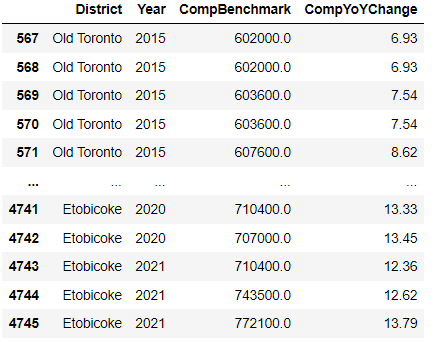 District Year CompBenchmark CompYoYChange
567 Old Toronto 2015 602000.0 6.93
568 Old Toronto 2015 602000.0 6.93
569 Old Toronto 2015 603600.0 7.54
570 Old Toronto 2015 603600.0 7.54
571 Old Toronto 2015 607600.0 8.62
... ... ... ... ...
4741 Etobicoke 2020 710400.0 13.33
4742 Etobicoke 2020 707000.0 13.45
4743 Etobicoke 2021 710400.0 12.36
4744 Etobicoke 2021 743500.0 12.62
4745 Etobicoke 2021 772100.0 13.79